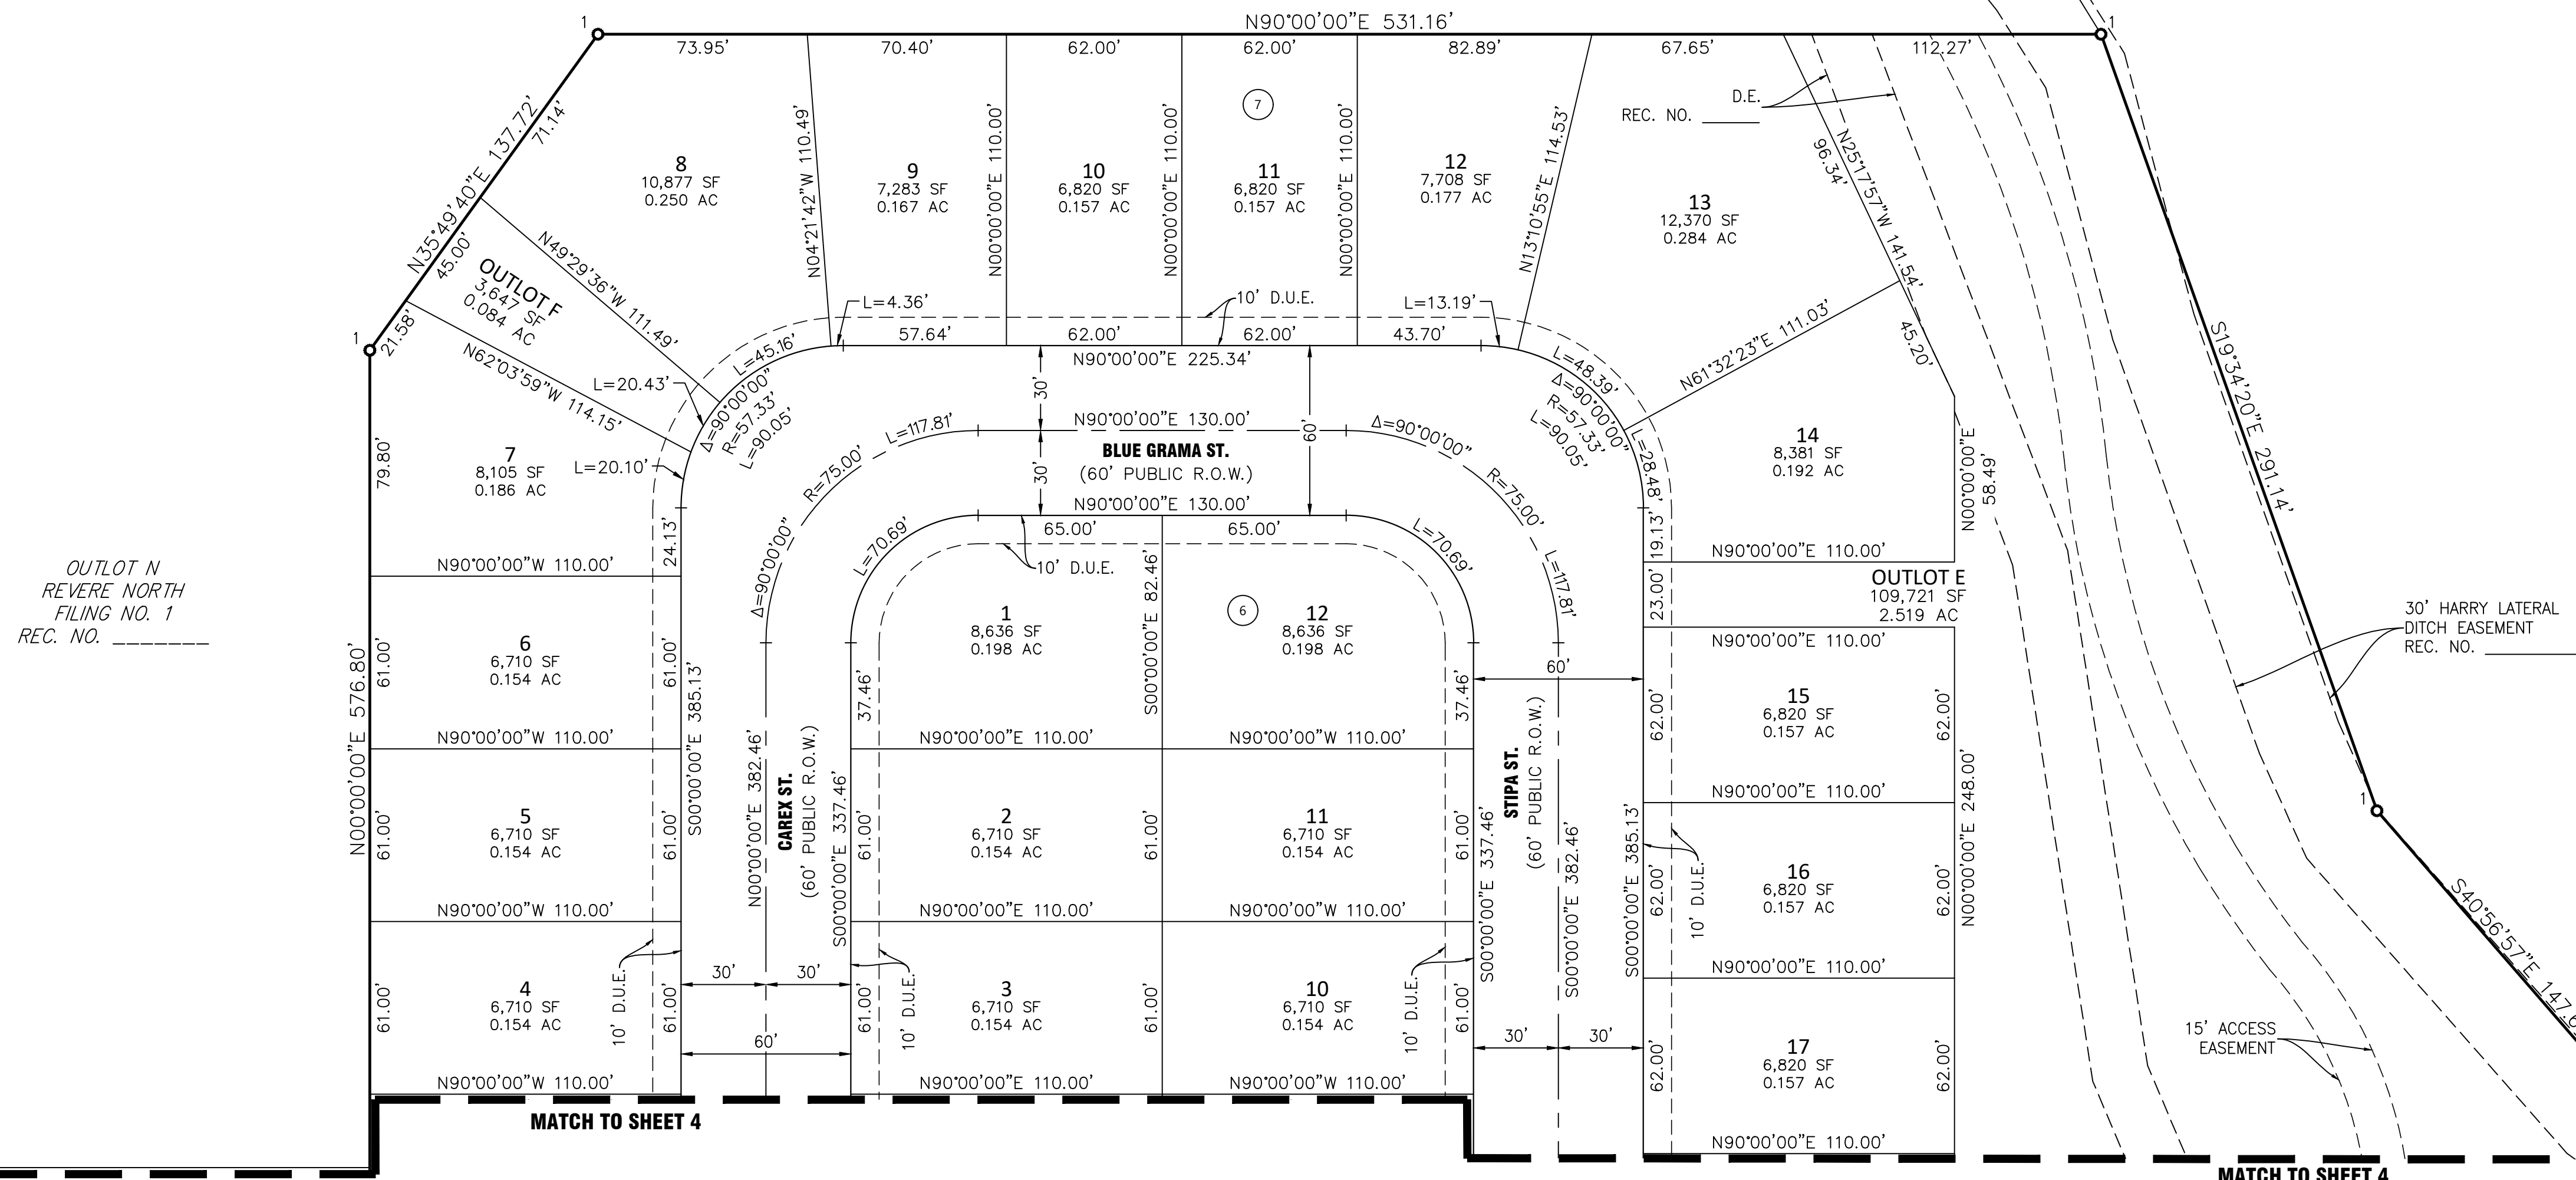 1
N90°00'00"E 531.16'
1
73.95'
70.40'
62.00'
62.00'
82.89'
67.65'
112.27'
N35°49'40"E 137.72'
71.14'
45.00'
21.58'
1
8
10,877 SF
0.250 AC
N04°21'42"W 110.49'
9
7,283 SF
0.167 AC
N00°00'00"E 110.00'
10
6,820 SF
0.157 AC
N00°00'00"E 110.00'
7
11
6,820 SF
0.157 AC
N00°00'00"E 110.00'
12
7,708 SF
0.177 AC
N13°10'55"E 114.53'
D.E.
REC. NO. ______
13
12,370 SF
0.284 AC
N25°17'57"W 141.54'
96.34'
45.20'
OUTLOT F
3,647 SF
0.084 AC
N49°29'36"W 111.49'
N62°03'59"W 114.15'
L=4.36'
10' D.U.E.
L=13.19'
57.64'
62.00'
62.00'
43.70'
N90°00'00"E 225.34'
L=45.16'
L=20.43'
L=20.10'
Δ=90°00'00"
R=57.33'
L=90.05'
L=48.39'
Δ=90°00'00"
R=57.33'
L=90.05'
L=28.48'
N61°32'23"E 111.03'
S19°34'20"E 291.14'
30'
30'
60'
N90°00'00"E 130.00'
BLUE GRAMA ST.
(60' PUBLIC R.O.W.)
N90°00'00"E 130.00'
65.00'
65.00'
L=117.81'
R=75.00'
Δ=90°00'00"
Δ=90°00'00"
R=75.00'
L=117.81'
L=70.69'
L=70.69'
10' D.U.E.
7
8,105 SF
0.186 AC
79.80'
24.13'
N90°00'00"W 110.00'
14
8,381 SF
0.192 AC
N00°00'00"E
58.49'
19.13'
N90°00'00"E 110.00'
OUTLOT N
REVERE NORTH
FILING NO. 1
REC. NO. ________
OUTLOT E
109,721 SF
2.519 AC
23.00'
N90°00'00"E 110.00'
30' HARRY LATERAL
DITCH EASEMENT
REC. NO. __________
N00°00'00"E 576.80'
6
6,710 SF
0.154 AC
61.00'
61.00'
N90°00'00"W 110.00'
S00°00'00"E 385.13'
N00°00'00"E 382.46'
CAREX ST.
(60' PUBLIC R.O.W.)
S00°00'00"E 337.46'
37.46'
1
8,636 SF
0.198 AC
S00°00'00"E 82.46'
6
12
8,636 SF
0.198 AC
37.46'
N90°00'00"E 110.00'
N90°00'00"W 110.00'
60'
STIPA ST.
(60' PUBLIC R.O.W.)
S00°00'00"E 337.46'
S00°00'00"E 382.46'
S00°00'00"E 385.13'
62.00'
15
6,820 SF
0.157 AC
62.00'
N90°00'00"E 110.00'
N00°00'00"E 248.00'
1
61.00'
5
6,710 SF
0.154 AC
61.00'
N90°00'00"W 110.00'
61.00'
2
6,710 SF
0.154 AC
61.00'
N90°00'00"E 110.00'
11
6,710 SF
0.154 AC
61.00'
N90°00'00"W 110.00'
10' D.U.E.
62.00'
16
6,820 SF
0.157 AC
62.00'
N90°00'00"E 110.00'
61.00'
4
6,710 SF
0.154 AC
10' D.U.E.
61.00'
30'
30'
60'
61.00'
10' D.U.E.
3
6,710 SF
0.154 AC
61.00'
10
6,710 SF
0.154 AC
10' D.U.E.
61.00'
30'
30'
62.00'
17
6,820 SF
0.157 AC
62.00'
15' ACCESS
EASEMENT
S40°56'57"E 147.6
N90°00'00"W 110.00'
N90°00'00"E 110.00'
N90°00'00"W 110.00'
N90°00'00"E 110.00'
MATCH TO SHEET 4
MATCH TO SHEET 4